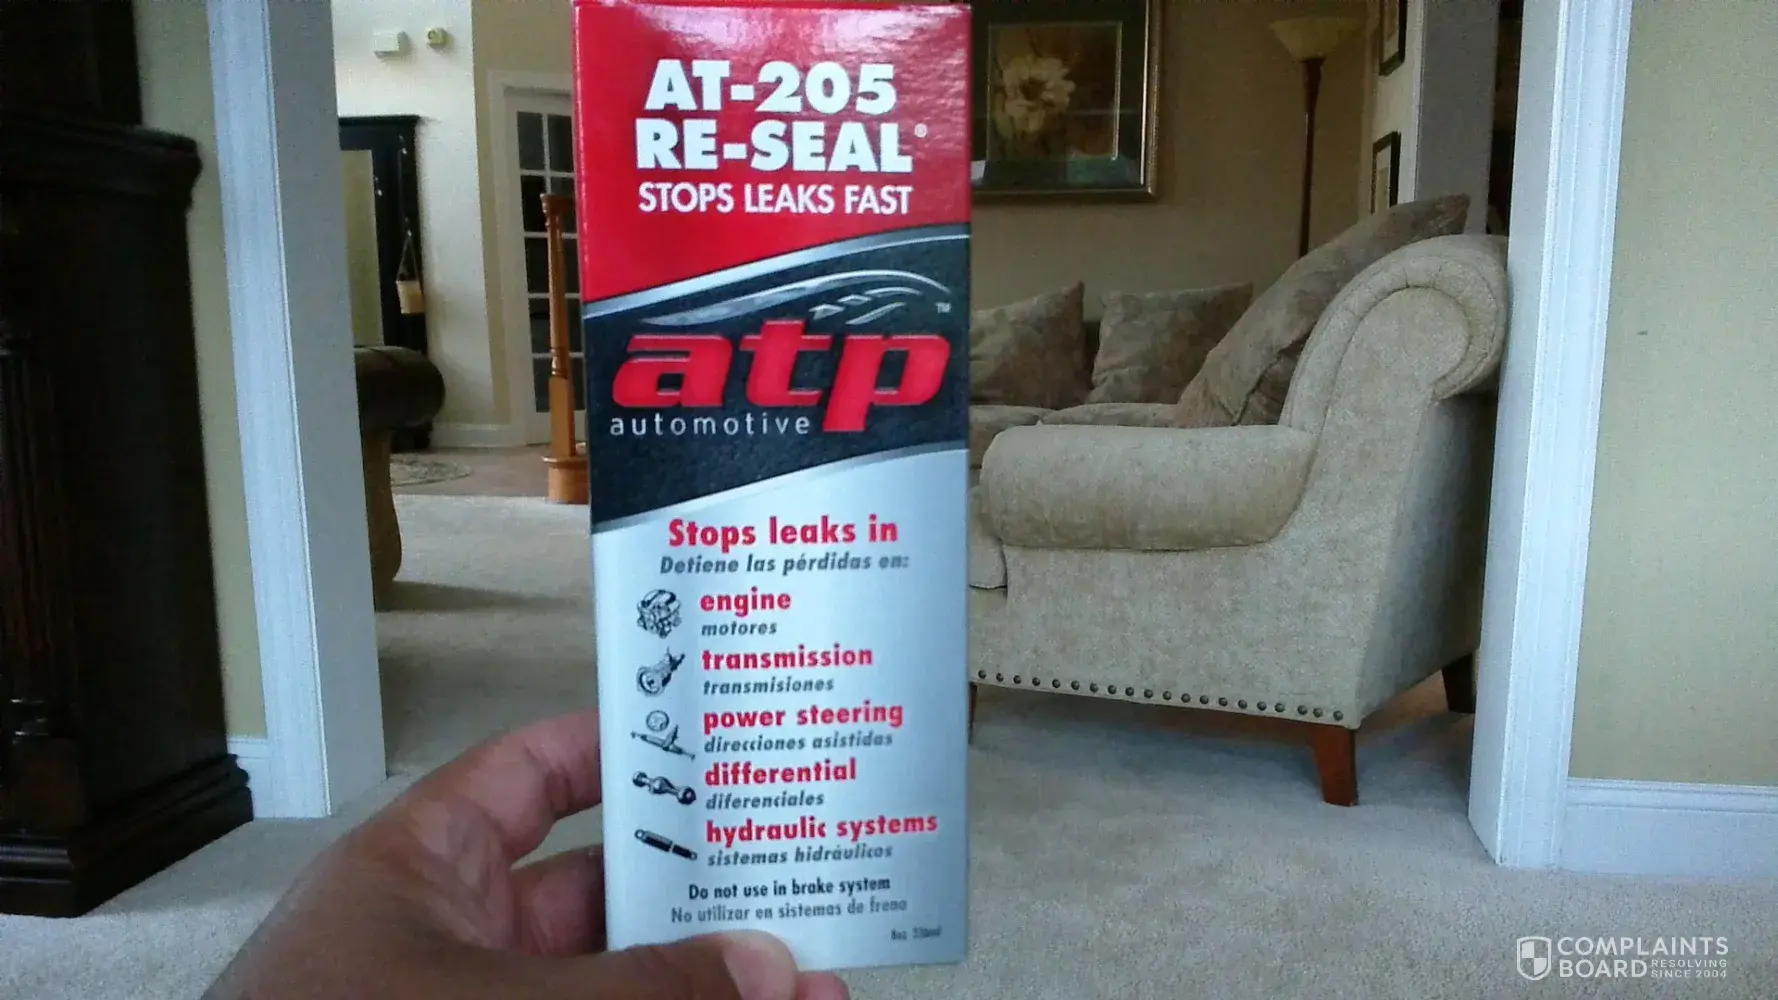 AT-205
RE-SEAL®
STOPS LEAKS FAST
™
atp
automotive
Stops leaks in
Detiene las pérdidas en:
engine
motores
transmission
transmisiones
power steering
direcciones asistidas
differential
diferenciales
hydraulic systems
sistemas hidráulicos
Do not use in brake system
No utilizar en sistemas de freno
8oz
COMPLAINTS
BOARD RESOLVING
SINCE 2004